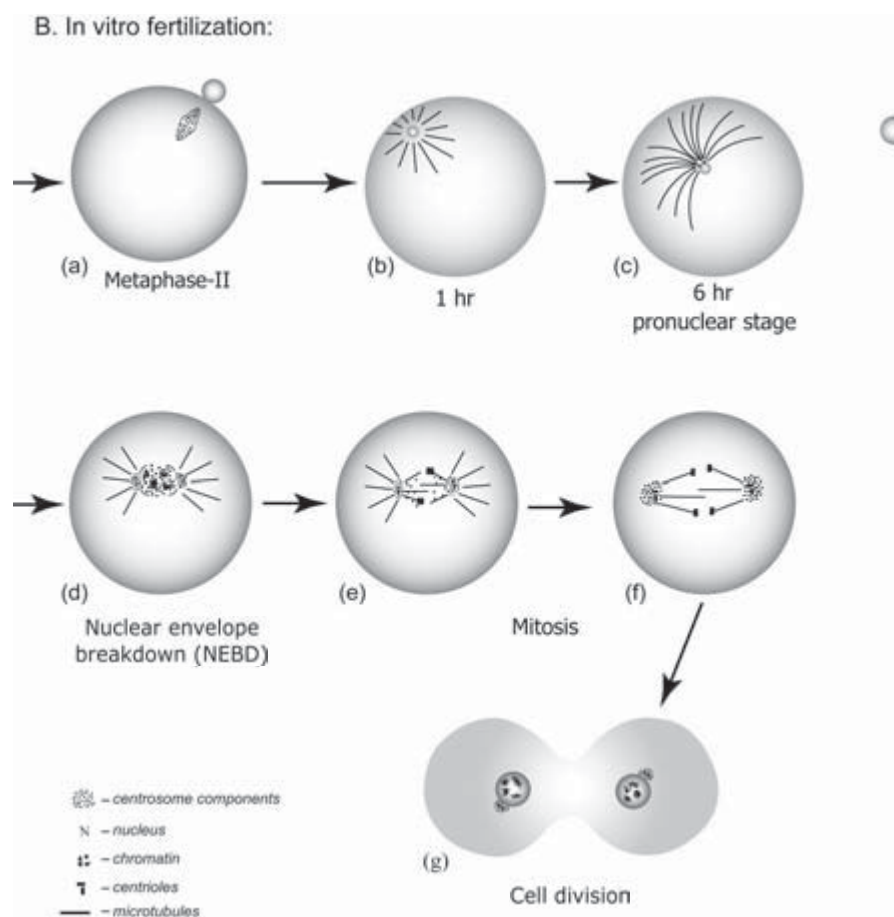 B. In vitro fertilization:
(a)
Metaphase-II
(b)
1 hr
(c)
6 hr
pronuclear stage
(d)
Nuclear envelope
breakdown (NEBD)
(e)
Mitosis
(f)
(g)
Cell division
– centrosome components
N – nucleus
– chromatin
– centrioles
– microtubules